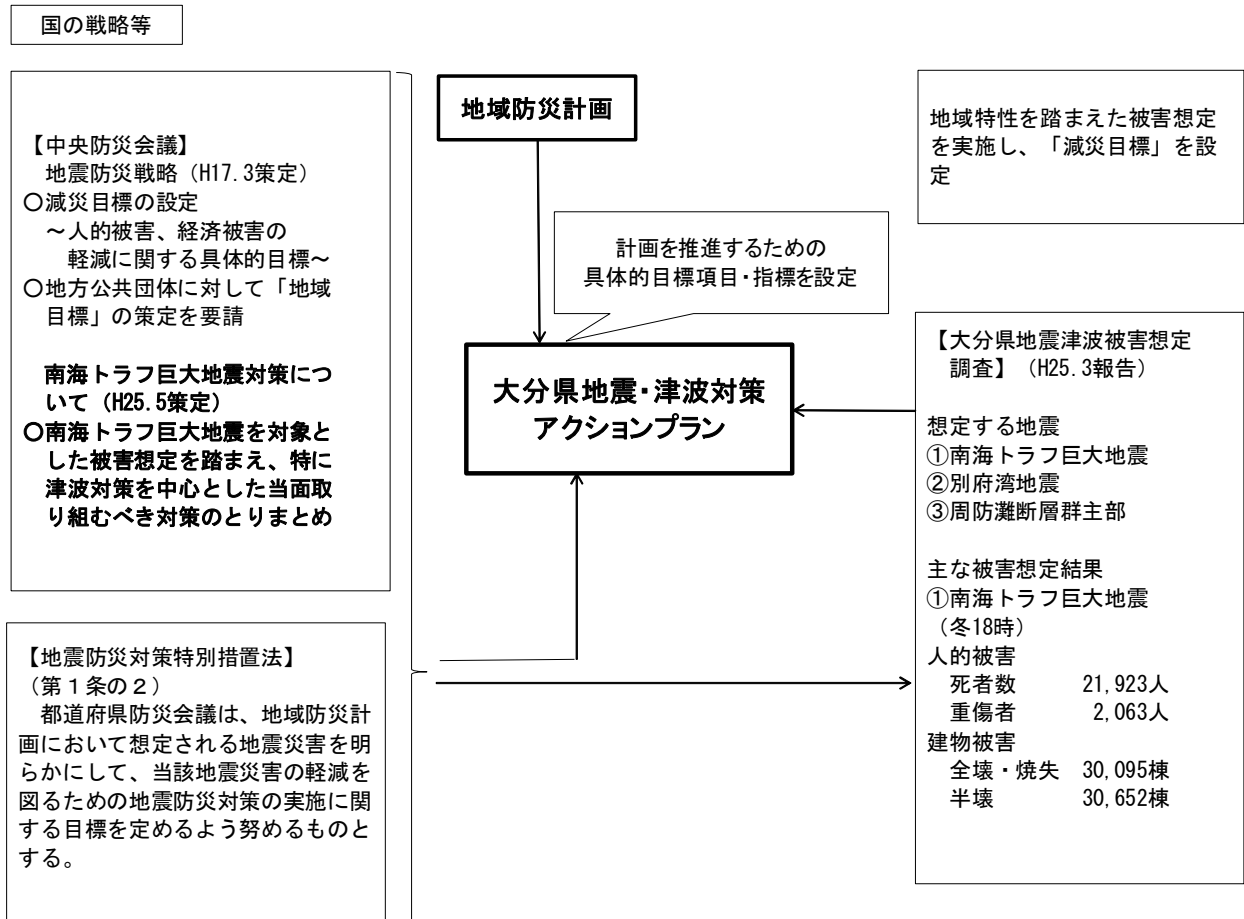 国の戦略等
【中央防災会議】
地震防災戦略（H17.3策定）
○減災目標の設定
～人的被害、経済被害の
軽減に関する具体的目標～
○地方公共団体に対して「地域
目標」の策定を要請
南海トラフ巨大地震対策につ
いて（H25.5策定）
○南海トラフ巨大地震を対象と
した被害想定を踏まえ、特に
津波対策を中心とした当面取
り組むべき対策のとりまとめ
【地震防災対策特別措置法】
（第１条の２）
都道府県防災会議は、地域防災計
画において想定される地震災害を明
らかにして、当該地震災害の軽減を
図るための地震防災対策の実施に関
する目標を定めるよう努めるものと
する。
地域防災計画
計画を推進するための
具体的目標項目・指標を設定
大分県地震・津波対策
アクションプラン
地域特性を踏まえた被害想定
を実施し、「減災目標」を設
定
【大分県地震津波被害想定
調査】（H25.3報告）
想定する地震
①南海トラフ巨大地震
②別府湾地震
③周防灘断層群主部
主な被害想定結果
①南海トラフ巨大地震
（冬18時）
人的被害
死者数 21,923人
重傷者 2,063人
建物被害
全壊・焼失 30,095棟
半壊 30,652棟